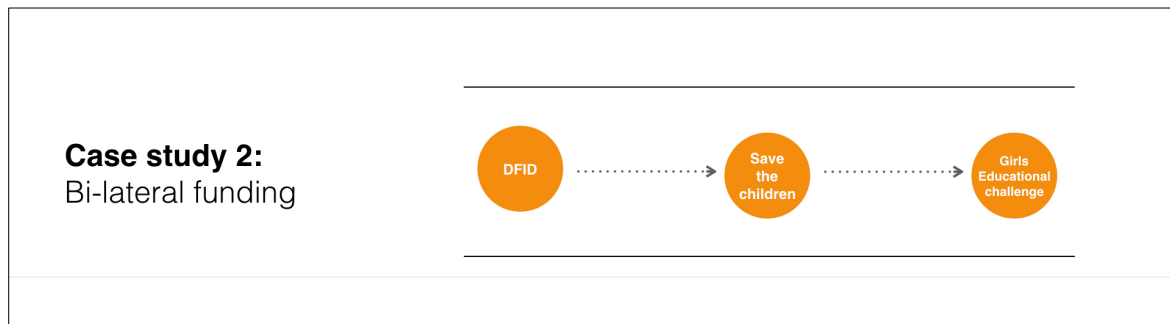 Case study 2:
Bi-lateral funding
DFID
Save
the
children
Girls
Educational
challenge